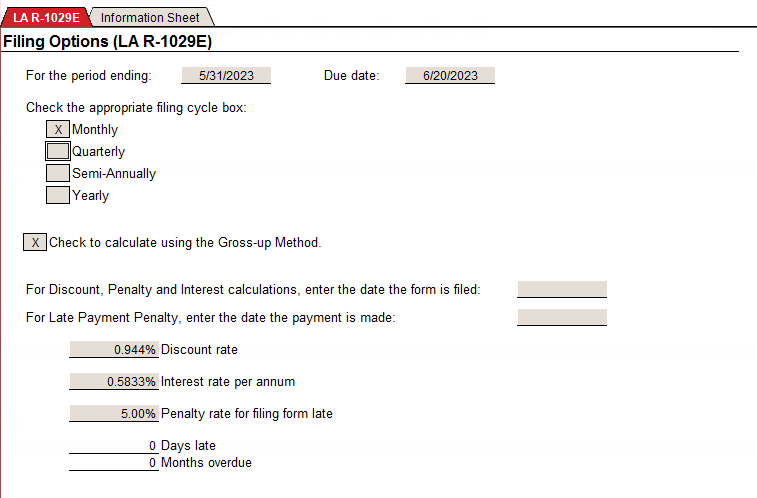 LA R-1029E Information Sheet
Filing Options (LA R-1029E)
For the period ending: 5/31/2023 Due date: 6/20/2023
Check the appropriate filing cycle box:
X Monthly
Quarterly
Semi-Annually
Yearly
X Check to calculate using the Gross-up Method.
For Discount, Penalty and Interest calculations, enter the date the form is filed:
For Late Payment Penalty, enter the date the payment is made:
0.944% Discount rate
0.5833% Interest rate per annum
5.00% Penalty rate for filing form late
0 Days late
0 Months overdue